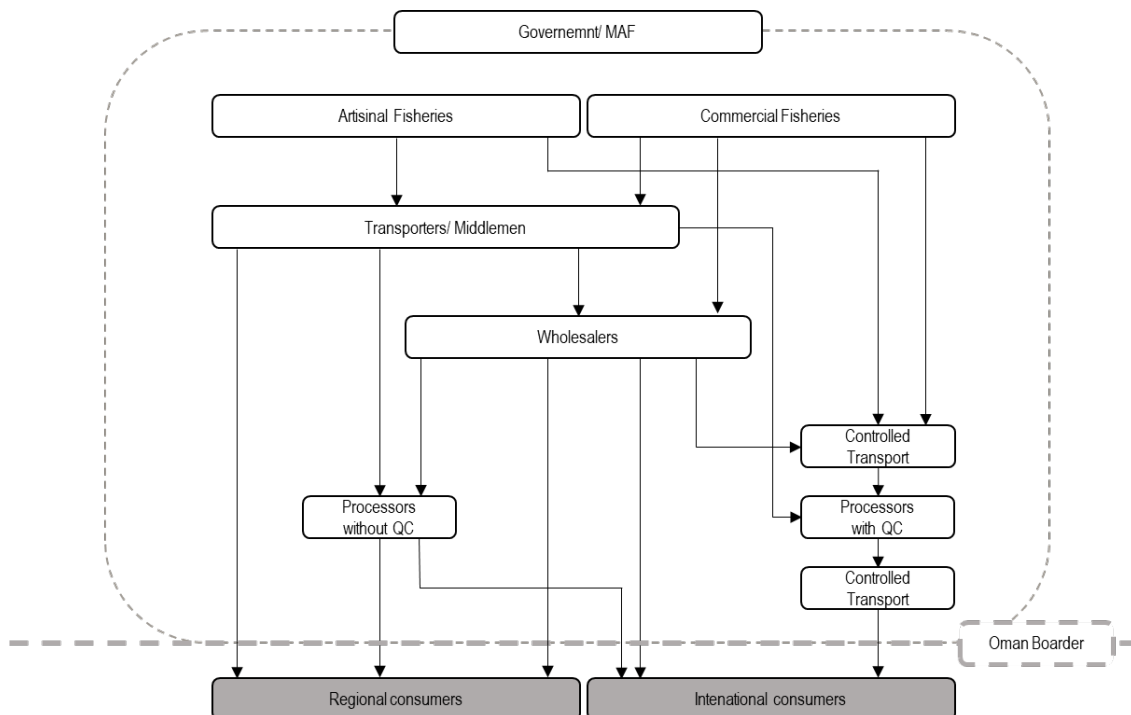 Governemnt/ MAF
Artisinal Fisheries
Commercial Fisheries
Transporters/ Middlemen
Wholesalers
Controlled
Transport
Processors
without QC
Processors
with QC
Controlled
Transport
Oman Boarder
Regional consumers
Intenational consumers